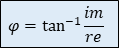 φ = tan⁻¹ im/re